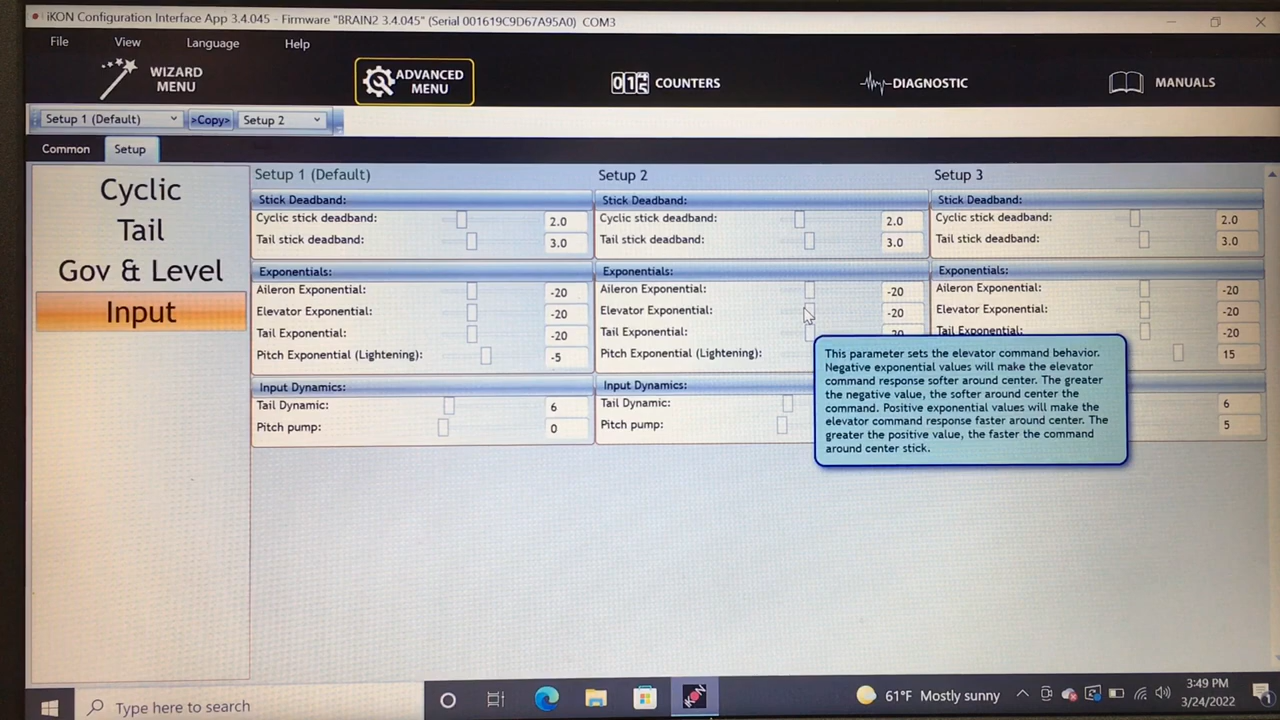 iKON Configuration Interface App 3.4.045 - Firmware "BRAIN2 3.4.045" (Serial 001619C9D67A95A0) COM3
File View Language Help
WIZARD MENU
ADVANCED MENU
COUNTERS
DIAGNOSTIC
MANUALS
Setup 1 (Default) >Copy> Setup 2
Common Setup
Cyclic
Tail
Gov & Level
Input
Setup 1 (Default)
Stick Deadband:
Cyclic stick deadband: 2.0
Tail stick deadband: 3.0
Exponentials:
Aileron Exponential: -20
Elevator Exponential: -20
Tail Exponential: -20
Pitch Exponential (Lightening): -5
Input Dynamics:
Tail Dynamic: 6
Pitch pump: 0
Setup 2
Stick Deadband:
Cyclic stick deadband: 2.0
Tail stick deadband: 3.0
Exponentials:
Aileron Exponential: -20
Elevator Exponential: -20
Tail Exponential:
Pitch Exponential (Lightening):
Input Dynamics:
Tail Dynamic:
Pitch pump:
Setup 3
Stick Deadband:
Cyclic stick deadband: 2.0
Tail stick deadband: 3.0
Exponentials:
Aileron Exponential: -20
Elevator Exponential: -20
Tail Exponential: -20
15
6
5
This parameter sets the elevator command behavior.
Negative exponential values will make the elevator
command response softer around center. The greater
the negative value, the softer around center the
command. Positive exponential values will make the
elevator command response faster around center. The
greater the positive value, the faster the command
around center stick.
Type here to search
61°F Mostly sunny
3:49 PM
3/24/2022
1